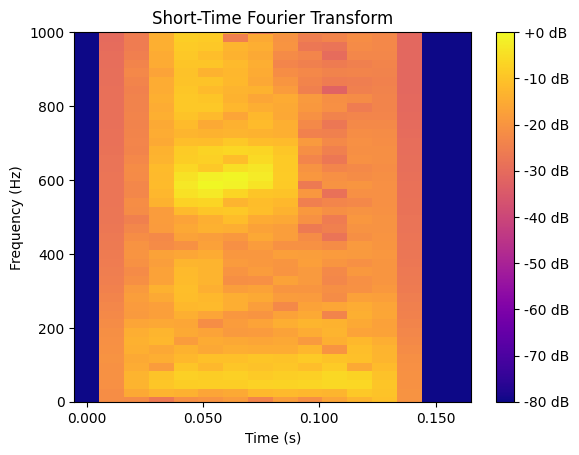 Short-Time Fourier Transform
1000
800
600
400
200
0
Frequency (Hz)
0.000
0.050
0.100
0.150
Time (s)
+0 dB
-10 dB
-20 dB
-30 dB
-40 dB
-50 dB
-60 dB
-70 dB
-80 dB